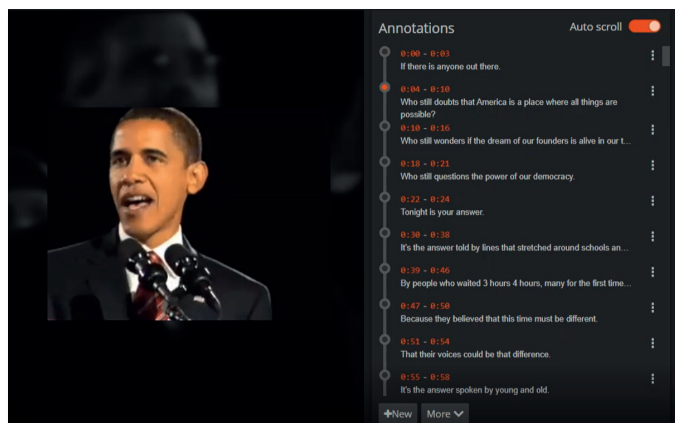 Annotations
Auto scroll
0:00 - 0:03
If there is anyone out there.
0:04 - 0:10
Who still doubts that America is a place where all things are
possible?
0:10 - 0:16
Who still wonders if the dream of our founders is alive in our t...
0:18 - 0:21
Who still questions the power of our democracy.
0:22 - 0:24
Tonight is your answer.
0:30 - 0:38
It's the answer told by lines that stretched around schools an...
0:39 - 0:46
By people who waited 3 hours 4 hours, many for the first time...
0:47 - 0:50
Because they believed that this time must be different.
0:51 - 0:54
That their voices could be that difference.
0:55 - 0:58
It's the answer spoken by young and old.
+New
More